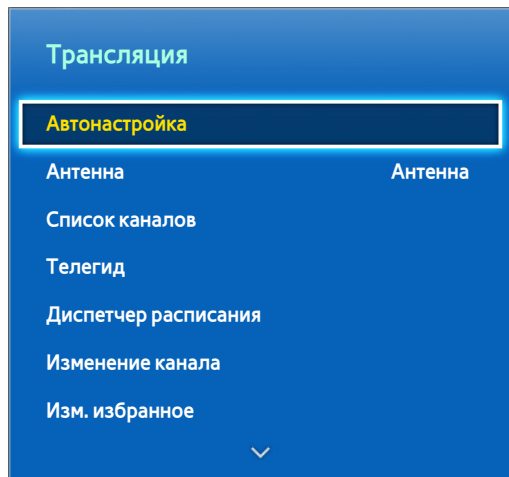 Трансляция
Автонастройка
Антенна Антенна
Список каналов
Телегид
Диспетчер расписания
Изменение канала
Изм. избранное